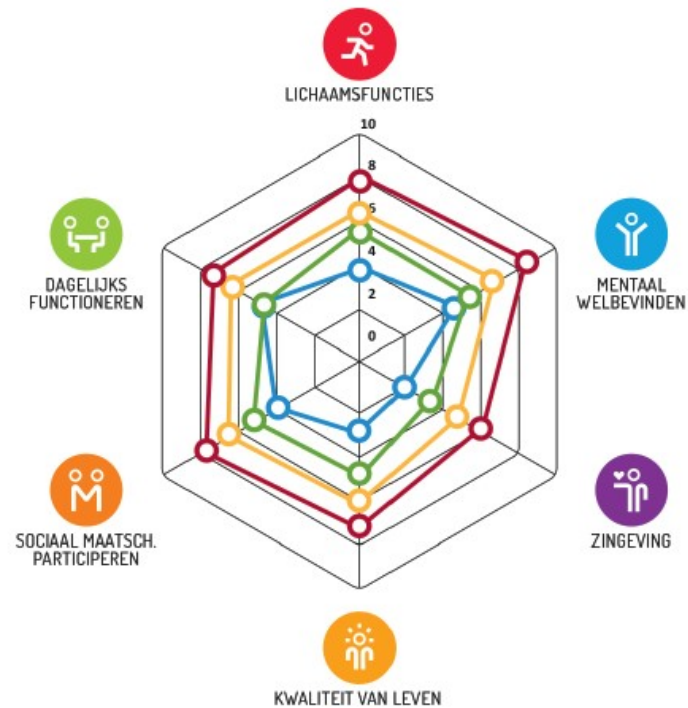 LICHAAMSFUNCTIES
10
8
6
4
2
0
DAGELIJKS
FUNCTIONEREN
MENTAAL
WELBEVINDEN
SOCIAAL MAATSCH.
PARTICIPEREN
ZINGEVING
KWALITEIT VAN LEVEN